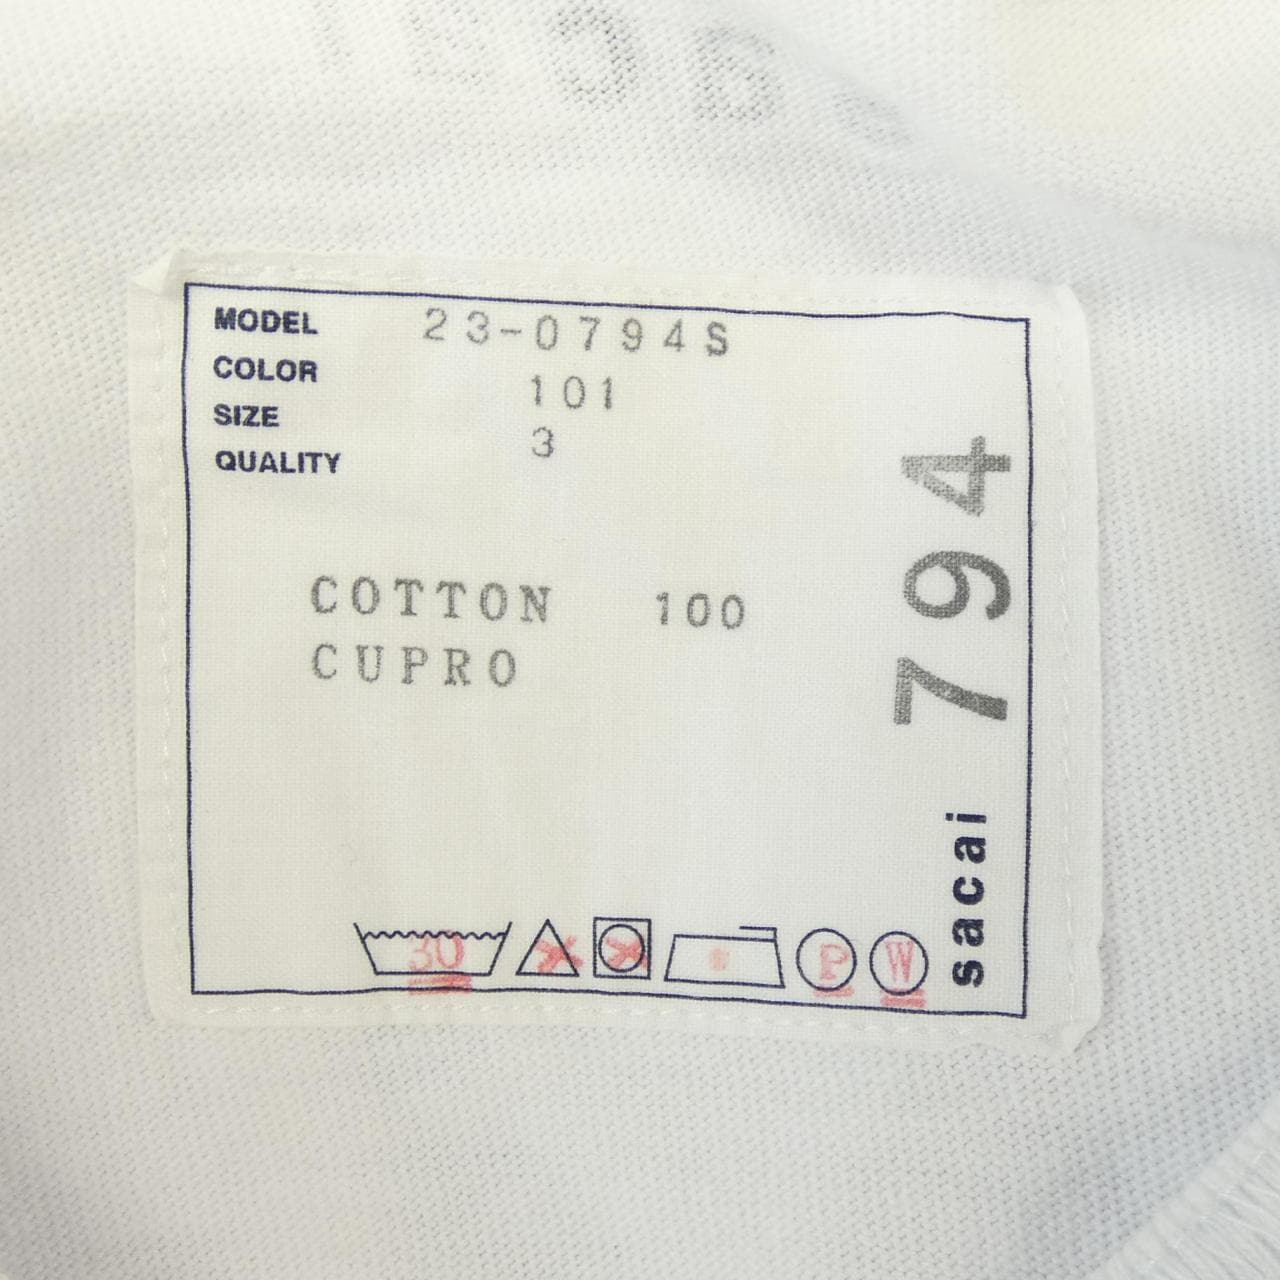 MODEL 23-0794S
COLOR 101
SIZE 3
QUALITY
COTTON 100
CUPRO
794
sacai
30
P
W